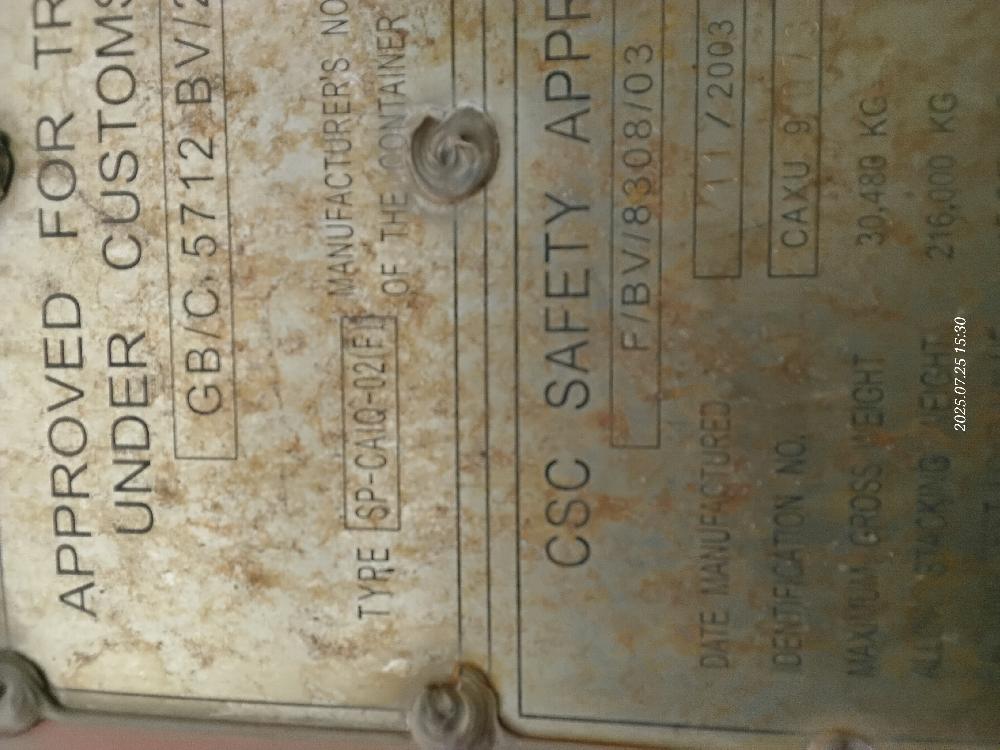 APPROVED FOR TR
UNDER CUSTOMS
GB/C.5712 BV/2
TYPE SP-CAIQ-02(F) MANUFACTURER'S NO
OF THE CONTAINER
CSC SAFETY APPR
F/BV/8308/03
DATE MANUFACTURED 11/2003
IDENTIFICATION NO. CAXU 9
MAXIMUM GROSS WEIGHT 30,480 KG
STACKING WEIGHT 216,000 KG
2025.07.25 15:30